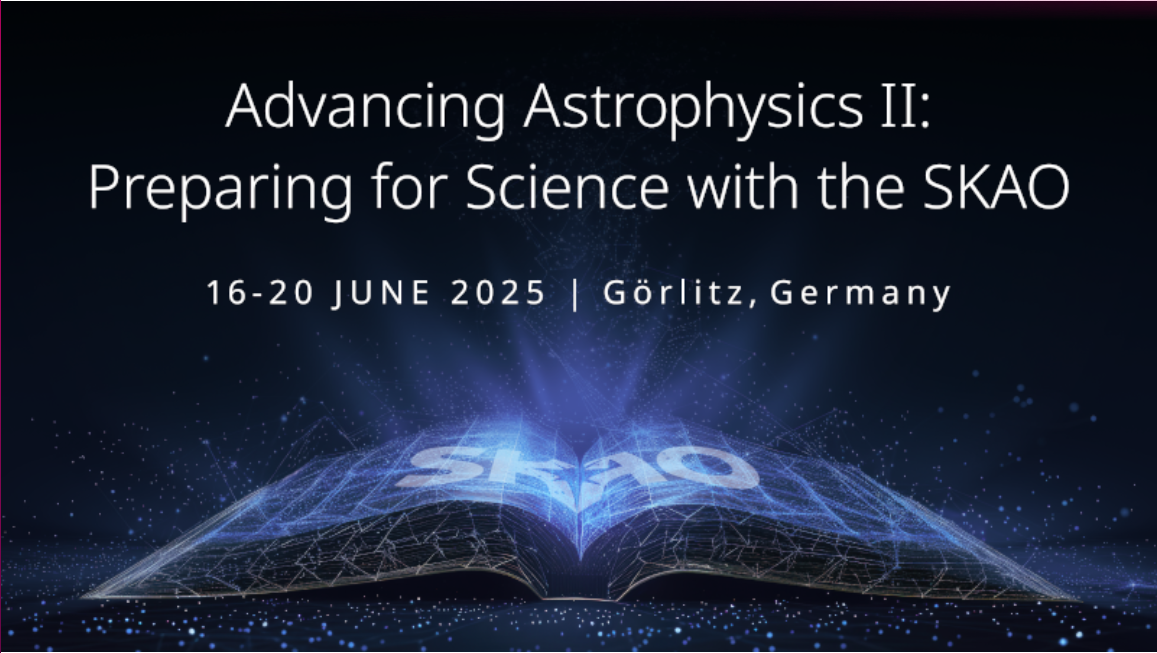 Advancing Astrophysics II:
Preparing for Science with the SKAO
16-20 JUNE 2025 | Görlitz, Germany
SKAO